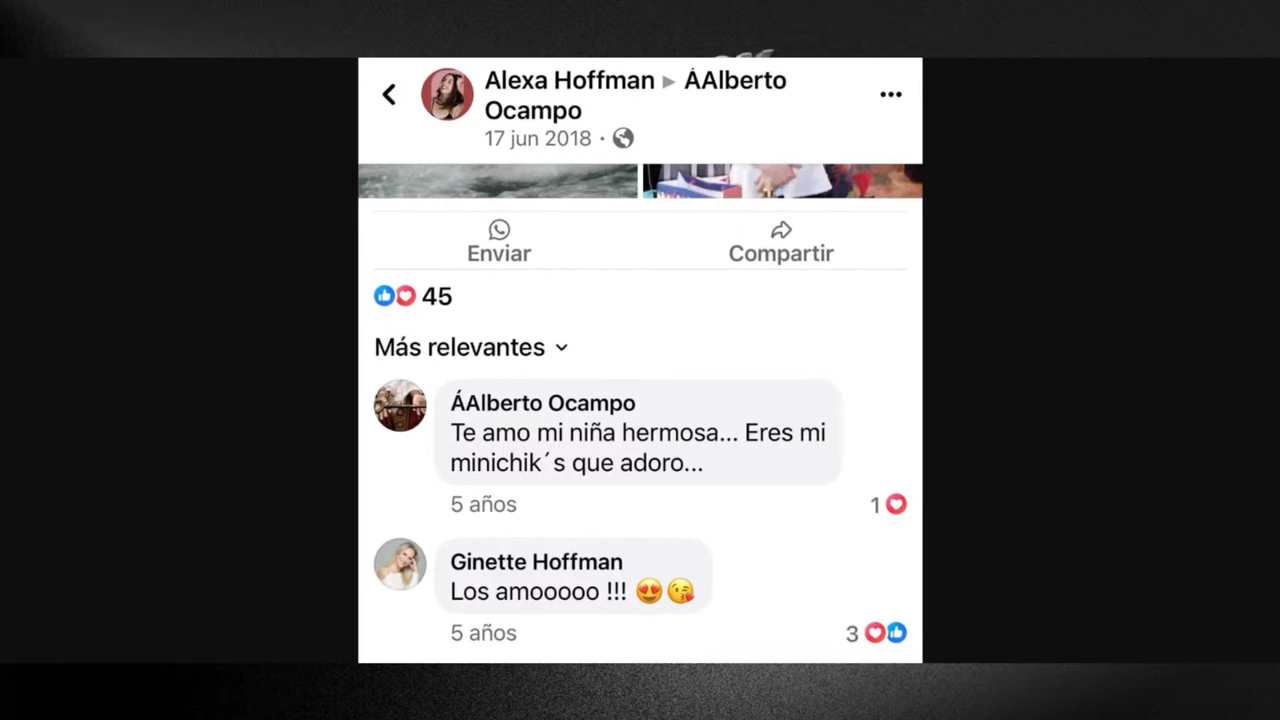 Alexa Hoffman ▸ ÁAlberto
Ocampo
17 jun 2018 ·
Enviar
Compartir
45
Más relevantes
ÁAlberto Ocampo
Te amo mi niña hermosa... Eres mi
minichik´s que adoro...
5 años
1
Ginette Hoffman
Los amooooo !!! 😍😘
5 años
3